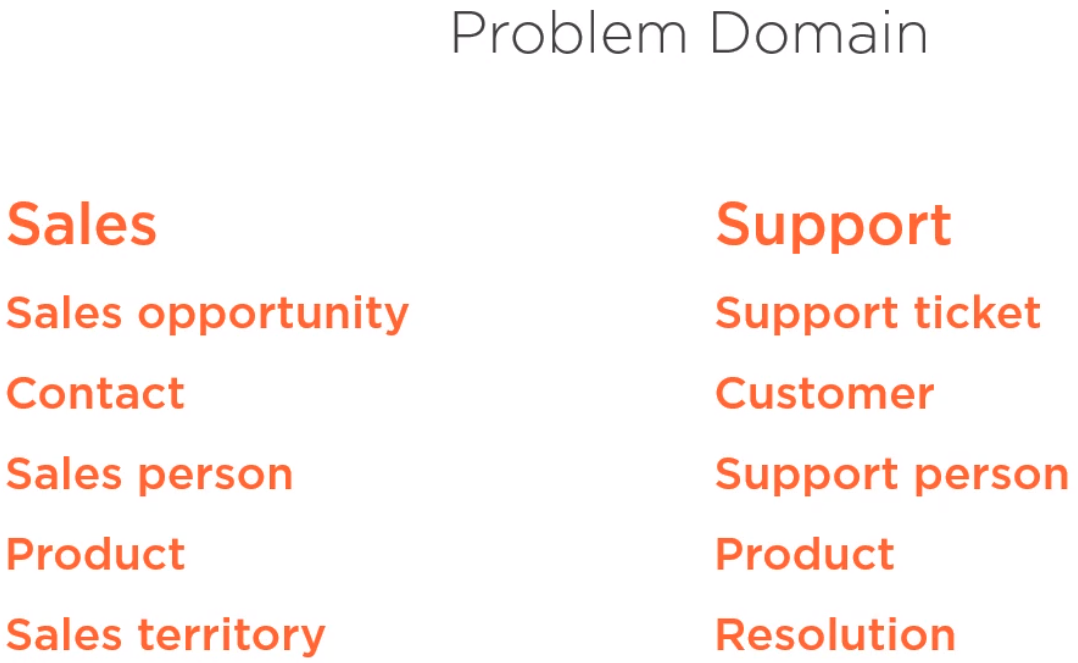 Problem Domain
Sales
Sales opportunity
Contact
Sales person
Product
Sales territory
Support
Support ticket
Customer
Support person
Product
Resolution